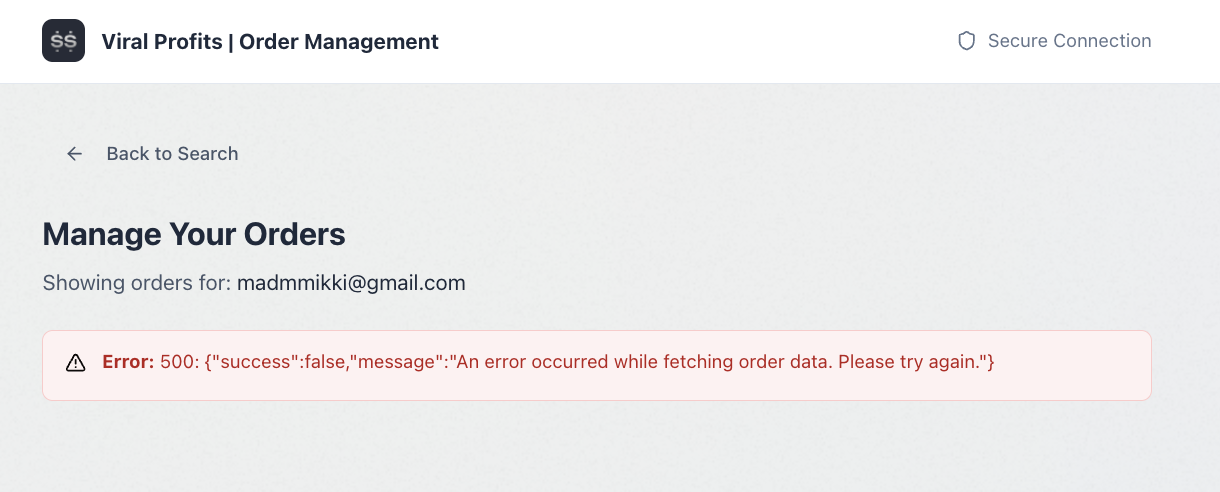 $$
Viral Profits | Order Management
Secure Connection
Back to Search
Manage Your Orders
Showing orders for: madmmikki@gmail.com
Error: 500: {"success":false,"message":"An error occurred while fetching order data. Please try again."}